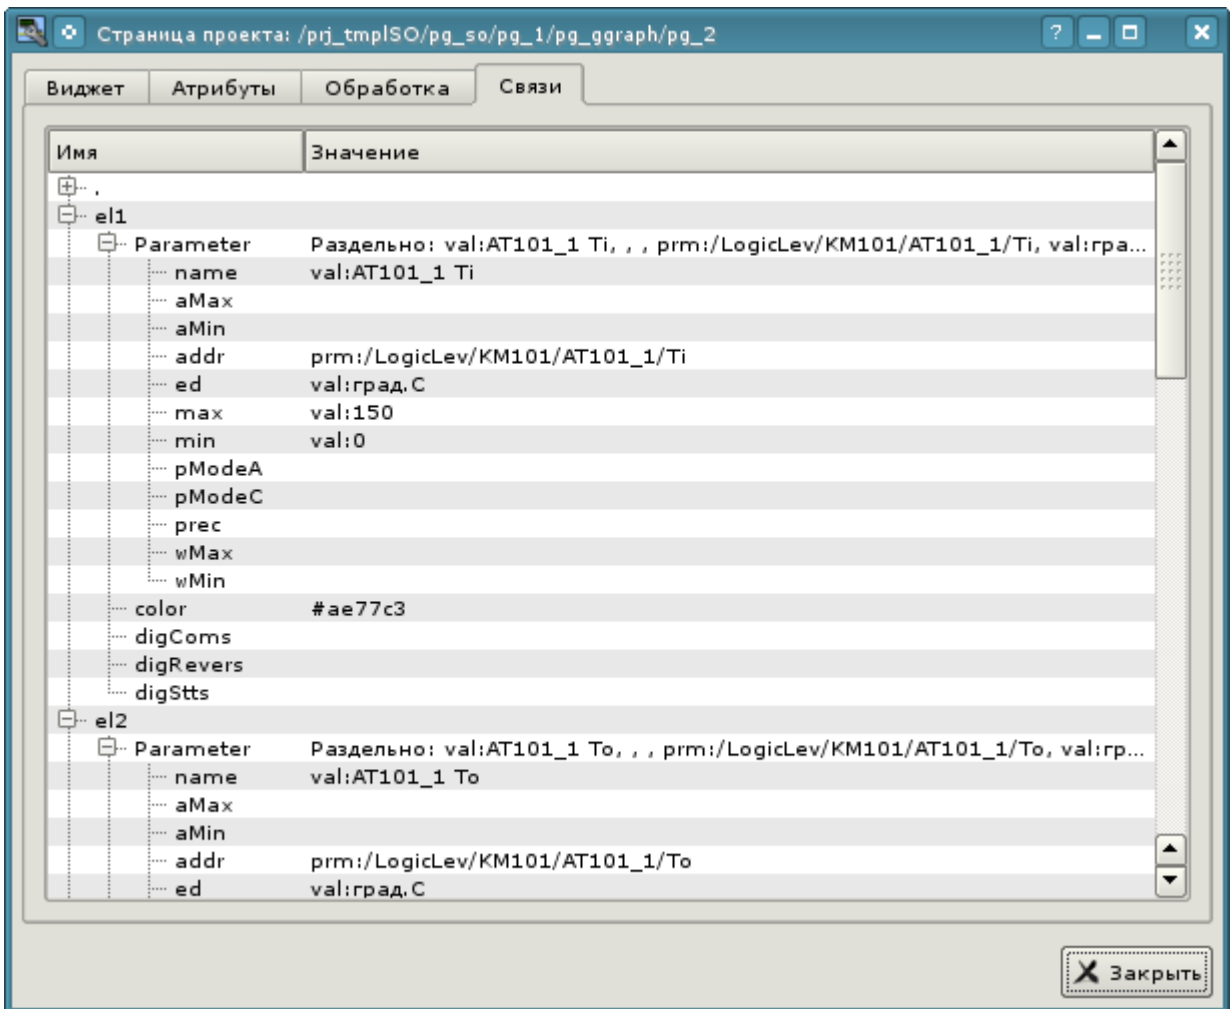 Страница проекта: /prj_tmplSO/pg_so/pg_1/pg_ggraph/pg_2
Виджет Атрибуты Обработка Связи
Имя Значение
.
el1
Parameter Раздельно: val:AT101_1 Ti, , , prm:/LogicLev/KM101/AT101_1/Ti, val:гра...
name val:AT101_1 Ti
aMax
aMin
addr prm:/LogicLev/KM101/AT101_1/Ti
ed val:град.C
max val:150
min val:0
pModeA
pModeC
prec
wMax
wMin
color #ae77c3
digComs
digRevers
digStts
el2
Parameter Раздельно: val:AT101_1 To, , , prm:/LogicLev/KM101/AT101_1/To, val:гр...
name val:AT101_1 To
aMax
aMin
addr prm:/LogicLev/KM101/AT101_1/To
ed val:град.C
Закрыть